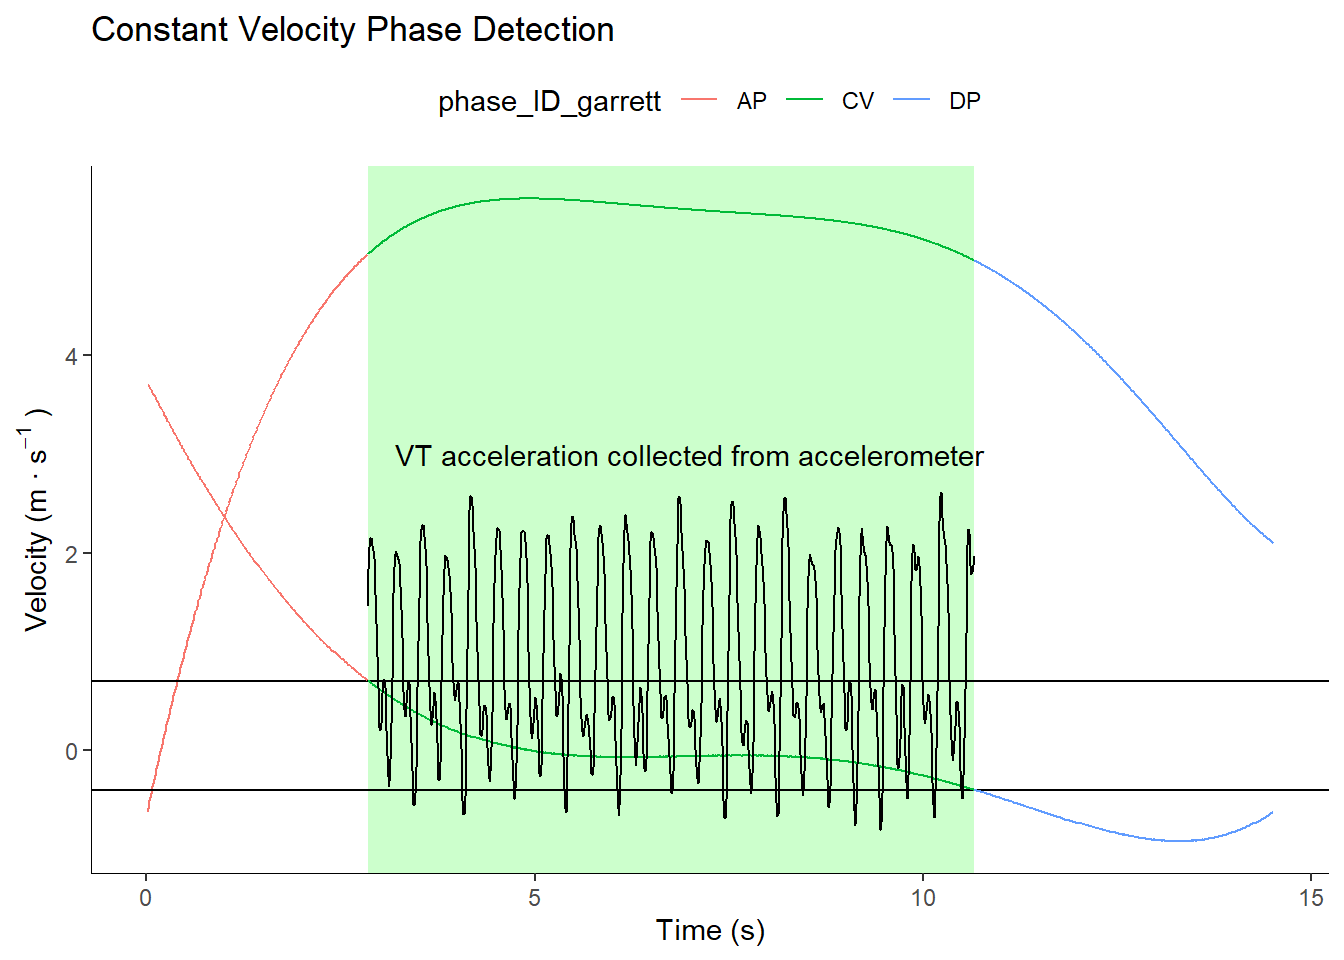 Constant Velocity Phase Detection
phase_ID_garrett AP CV DP
VT acceleration collected from accelerometer
Velocity (m · s⁻¹ )
4
2
0
0 5 10 15
Time (s)